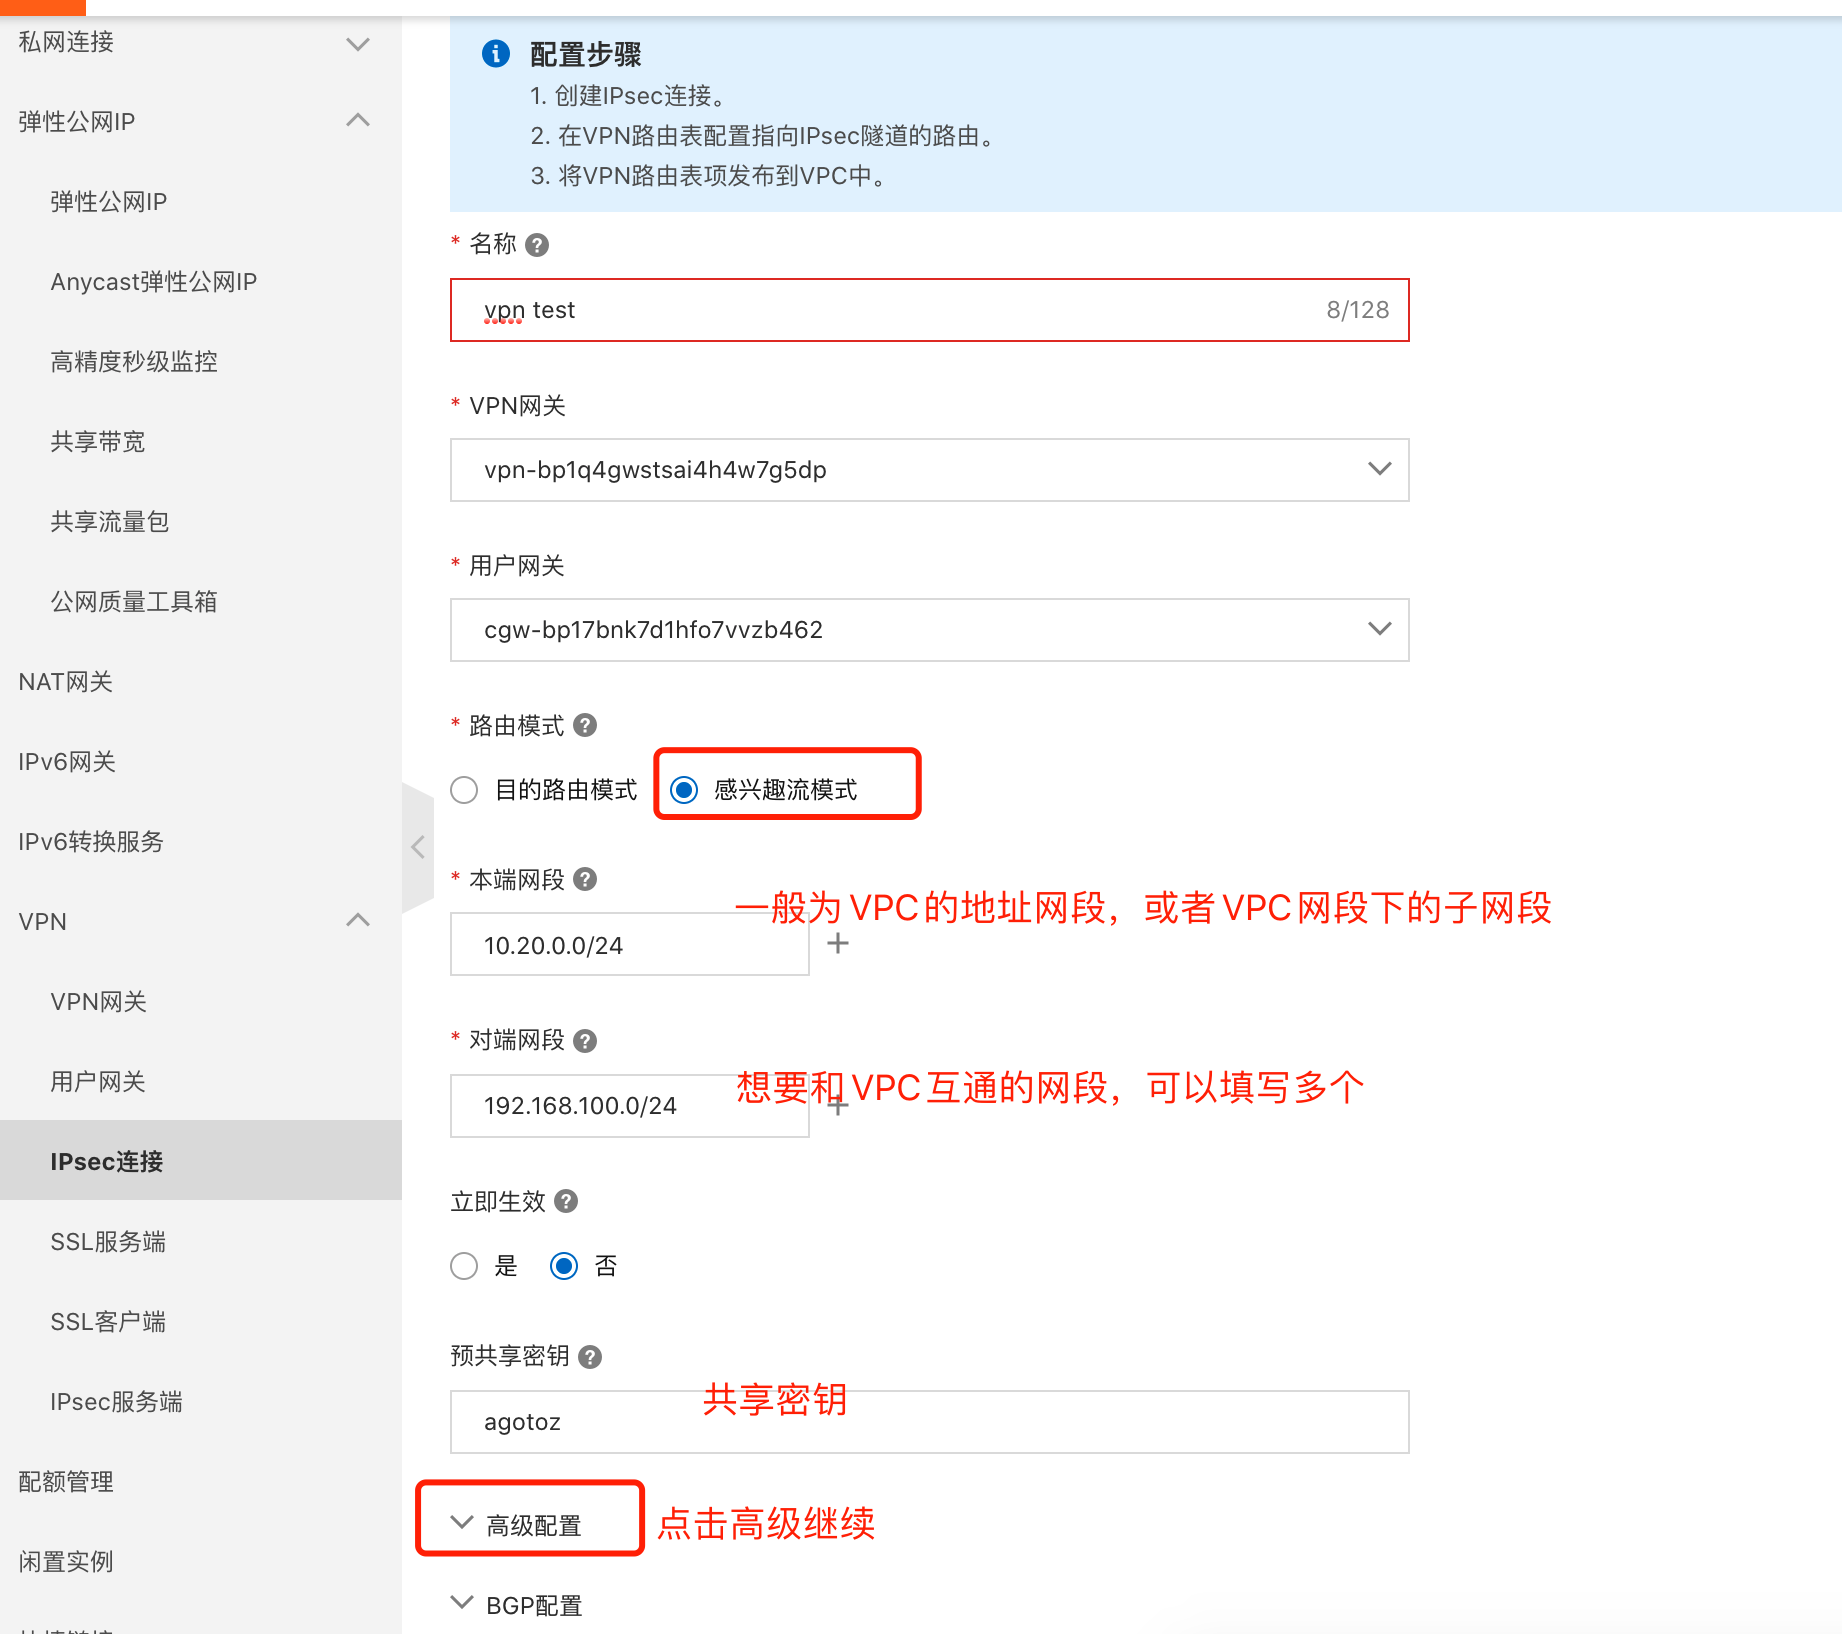 私网连接
弹性公网IP
弹性公网IP
Anycast弹性公网IP
高精度秒级监控
共享带宽
共享流量包
公网质量工具箱
NAT网关
IPv6网关
IPv6转换服务
VPN
VPN网关
用户网关
IPsec连接
SSL服务端
SSL客户端
IPsec服务端
配额管理
闲置实例
配置步骤
1. 创建IPsec连接。
2. 在VPN路由表配置指向IPsec隧道的路由。
3. 将VPN路由表项发布到VPC中。
* 名称
vpn test 8/128
* VPN网关
vpn-bp1q4gwstsai4h4w7g5dp
* 用户网关
cgw-bp17bnk7d1hfo7vvzb462
* 路由模式
目的路由模式 感兴趣流模式
* 本端网段
一般为VPC的地址网段，或者VPC网段下的子网段
10.20.0.0/24
* 对端网段
想要和VPC互通的网段，可以填写多个
192.168.100.0/24
立即生效
是 否
预共享密钥
共享密钥
agotoz
高级配置 点击高级继续
BGP配置